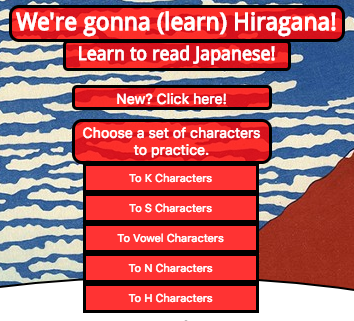 We're gonna (learn) Hiragana!
Learn to read Japanese!
New? Click here!
Choose a set of characters
to practice.
To K Characters
To S Characters
To Vowel Characters
To N Characters
To H Characters